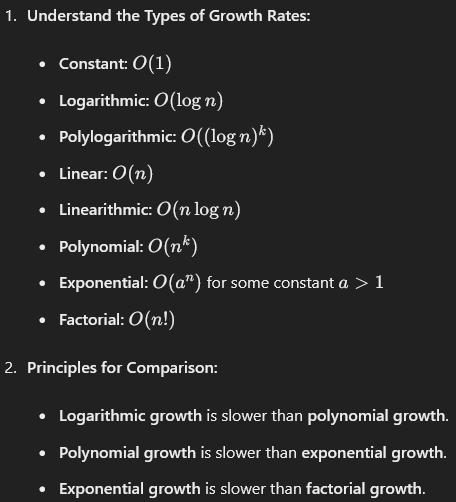 1. Understand the Types of Growth Rates:
• Constant: O(1)
• Logarithmic: O(log n)
• Polylogarithmic: O((log n)^k)
• Linear: O(n)
• Linearithmic: O(n log n)
• Polynomial: O(n^k)
• Exponential: O(a^n) for some constant a > 1
• Factorial: O(n!)
2. Principles for Comparison:
• Logarithmic growth is slower than polynomial growth.
• Polynomial growth is slower than exponential growth.
• Exponential growth is slower than factorial growth.